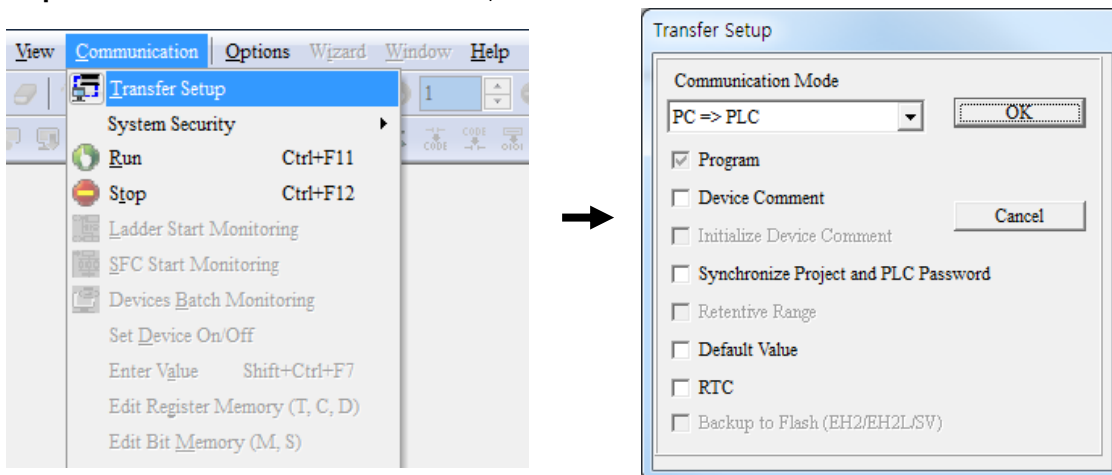 View Communication Options Wizard Window Help
1
Transfer Setup
System Security
Run Ctrl+F11
Stop Ctrl+F12
Ladder Start Monitoring
SFC Start Monitoring
Devices Batch Monitoring
Set Device On/Off
Enter Value Shift+Ctrl+F7
Edit Register Memory (T, C, D)
Edit Bit Memory (M, S)
CODE
CODE
Transfer Setup
Communication Mode
PC => PLC
OK
Program
Device Comment
Cancel
Initialize Device Comment
Synchronize Project and PLC Password
Retentive Range
Default Value
RTC
Backup to Flash (EH2/EH2L/SV)